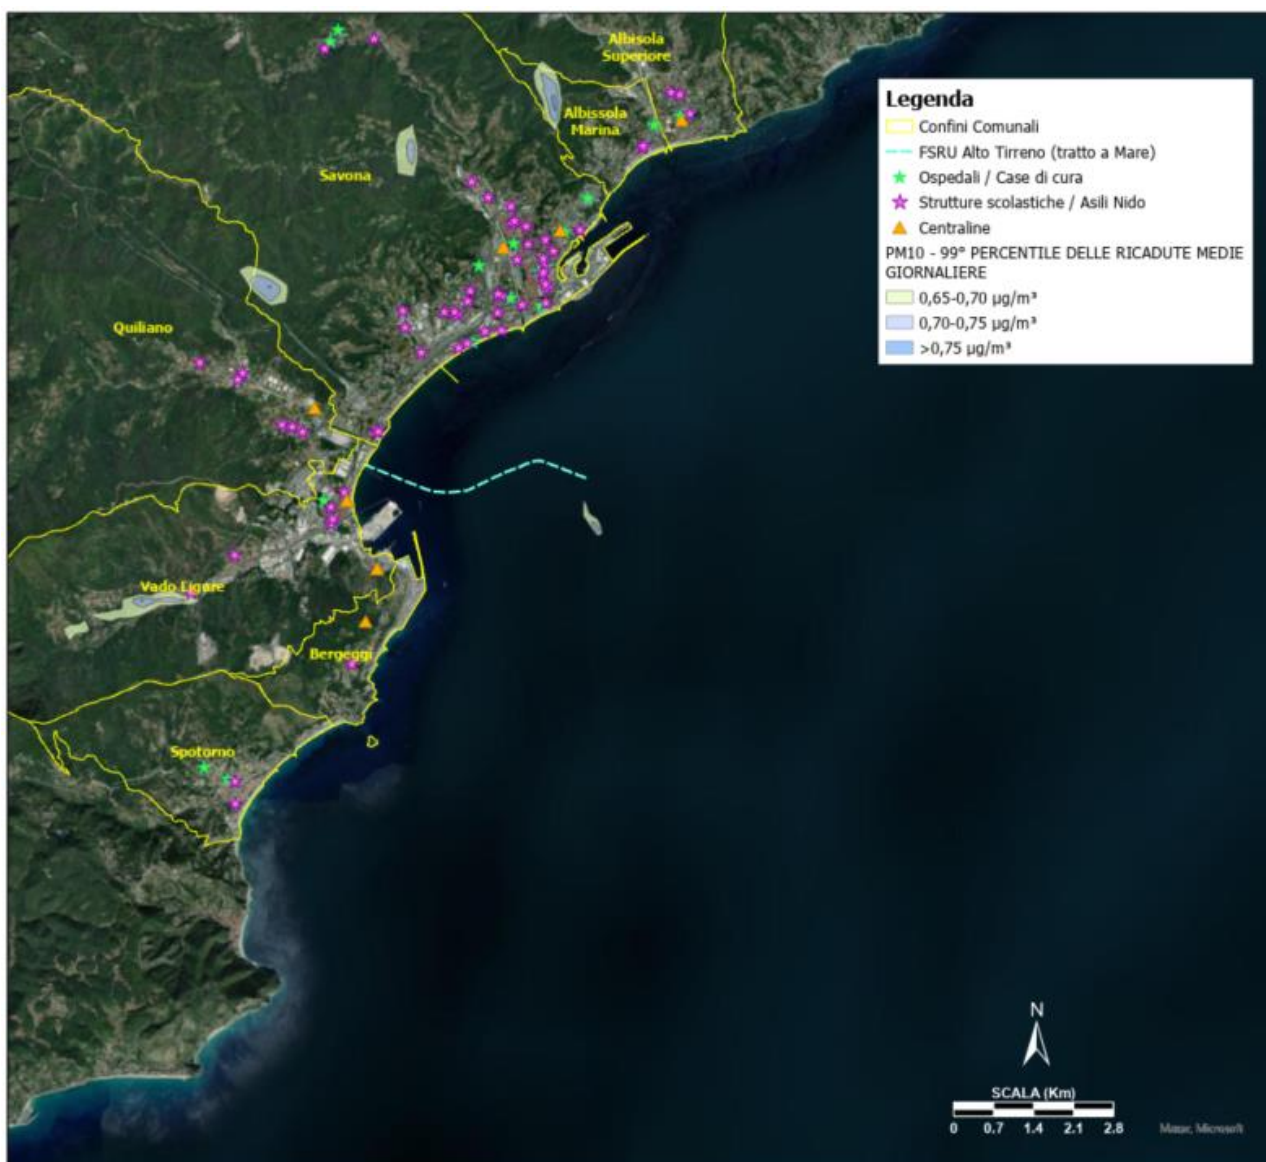 Albisola
Superiore
Albissola
Marina
Savona
Quiliano
Vado Ligure
Bergeggi
Spotorno
Legenda
Confini Comunali
FSRU Alto Tirreno (tratto a Mare)
Ospedali / Case di cura
Strutture scolastiche / Asili Nido
Centraline
PM10 - 99° PERCENTILE DELLE RICADUTE MEDIE
GIORNALIERE
0,65-0,70 µg/m³
0,70-0,75 µg/m³
>0,75 µg/m³
N
SCALA (Km)
0 0.7 1.4 2.1 2.8
Maxar, Microsoft